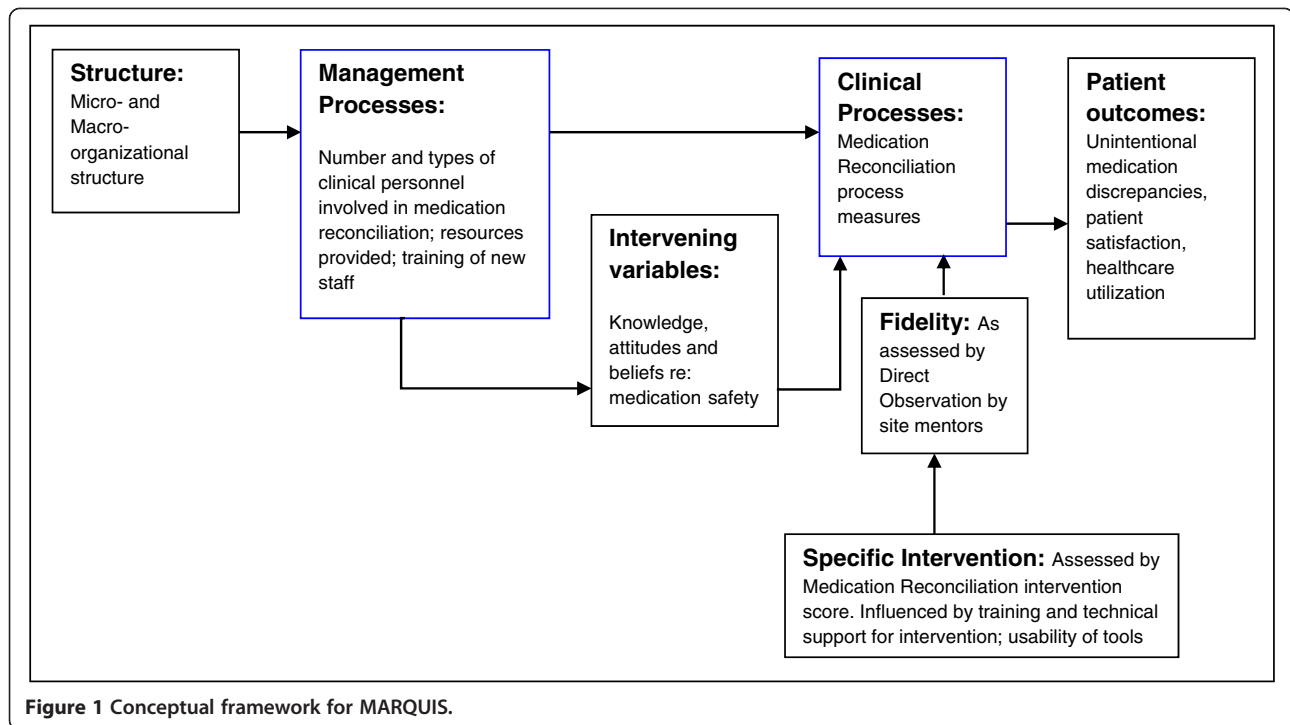 Structure:
Micro- and
Macro-
organizational
structure
Management
Processes:
Number and types of
clinical personnel
involved in medication
reconciliation; resources
provided; training of new
staff
Intervening
variables:
Knowledge,
attitudes and
beliefs re:
medication safety
Clinical
Processes:
Medication
Reconciliation
process
measures
Patient
outcomes:
Unintentional
medication
discrepancies,
patient
satisfaction,
healthcare
utilization
Fidelity: As
assessed by
Direct
Observation by
site mentors
Specific Intervention: Assessed by
Medication Reconciliation intervention
score. Influenced by training and technical
support for intervention; usability of tools
Figure 1 Conceptual framework for MARQUIS.